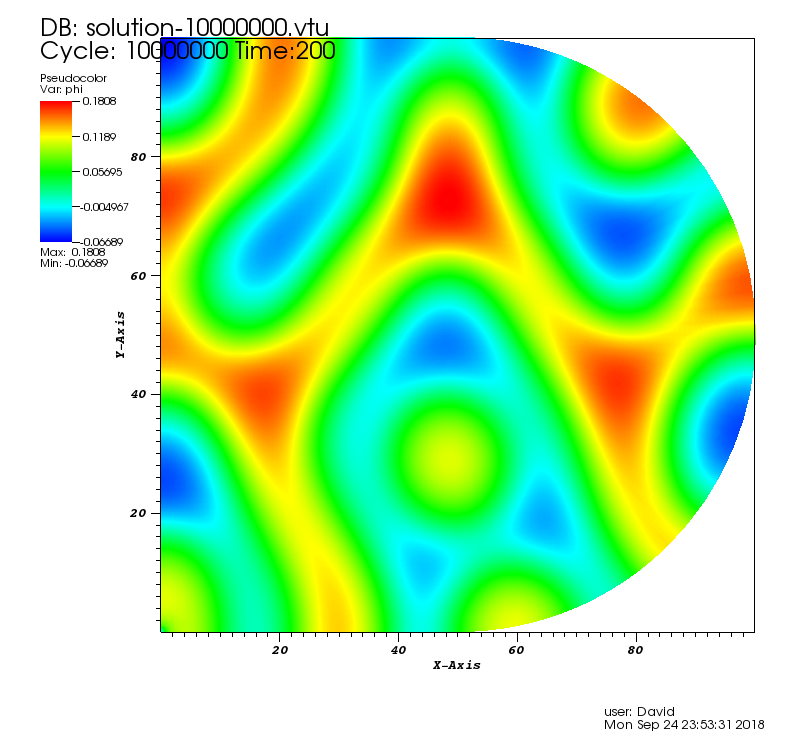 DB: solution-10000000.vtu
Cycle: 10000000 Time:200
Pseudocolor
Var: phi
0.1808
0.1189
0.05695
-0.004967
-0.06689
Max: 0.1808
Min: -0.06689
80
60
40
20
Y-Axis
20 40 60 80
X-Axis
user: David
Mon Sep 24 23:53:31 2018